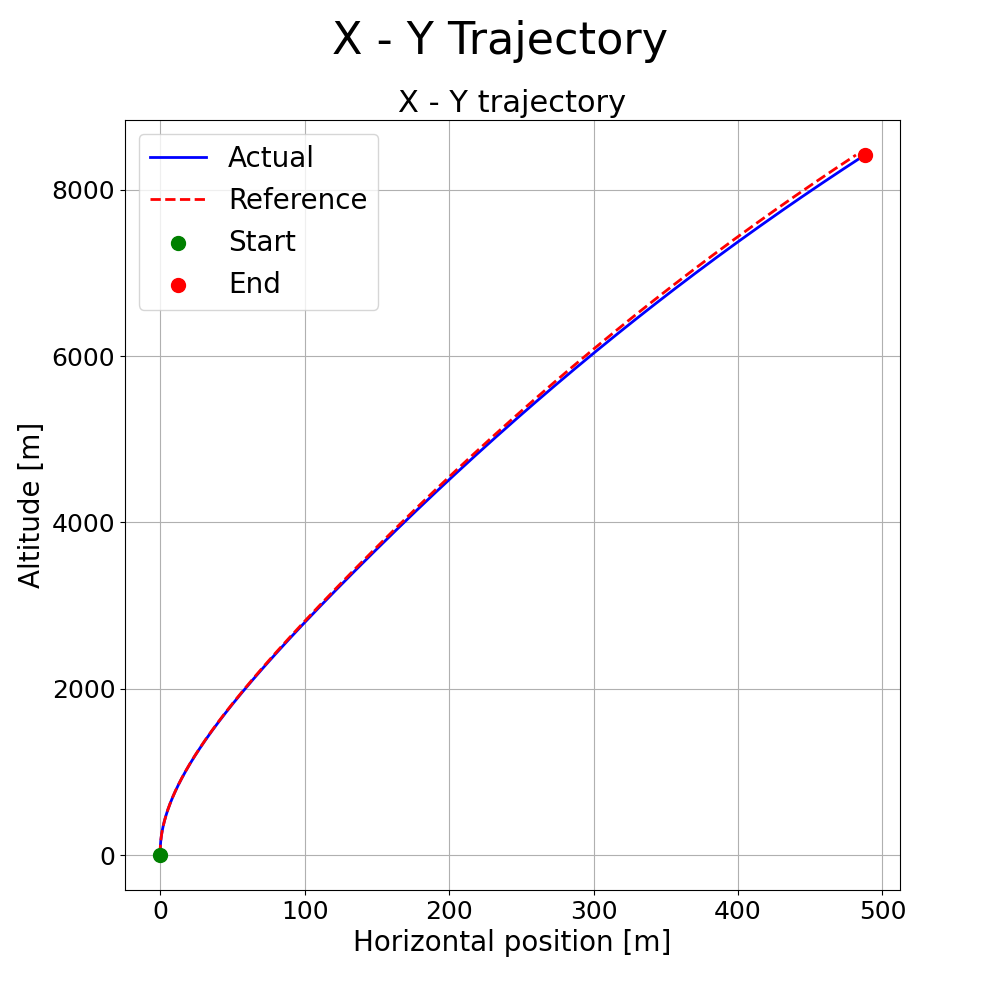 X - Y Trajectory
X - Y trajectory
Actual
Reference
Start
End
8000
6000
4000
2000
0
Altitude [m]
0 100 200 300 400 500
Horizontal position [m]